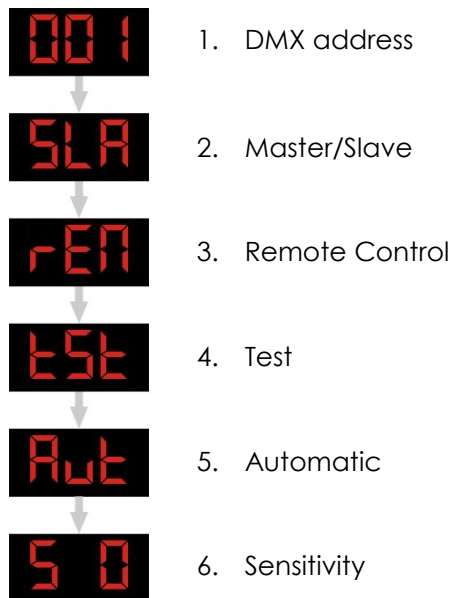 001 1. DMX address
SLA 2. Master/Slave
rEM 3. Remote Control
tSt 4. Test
Aut 5. Automatic
S 0 6. Sensitivity